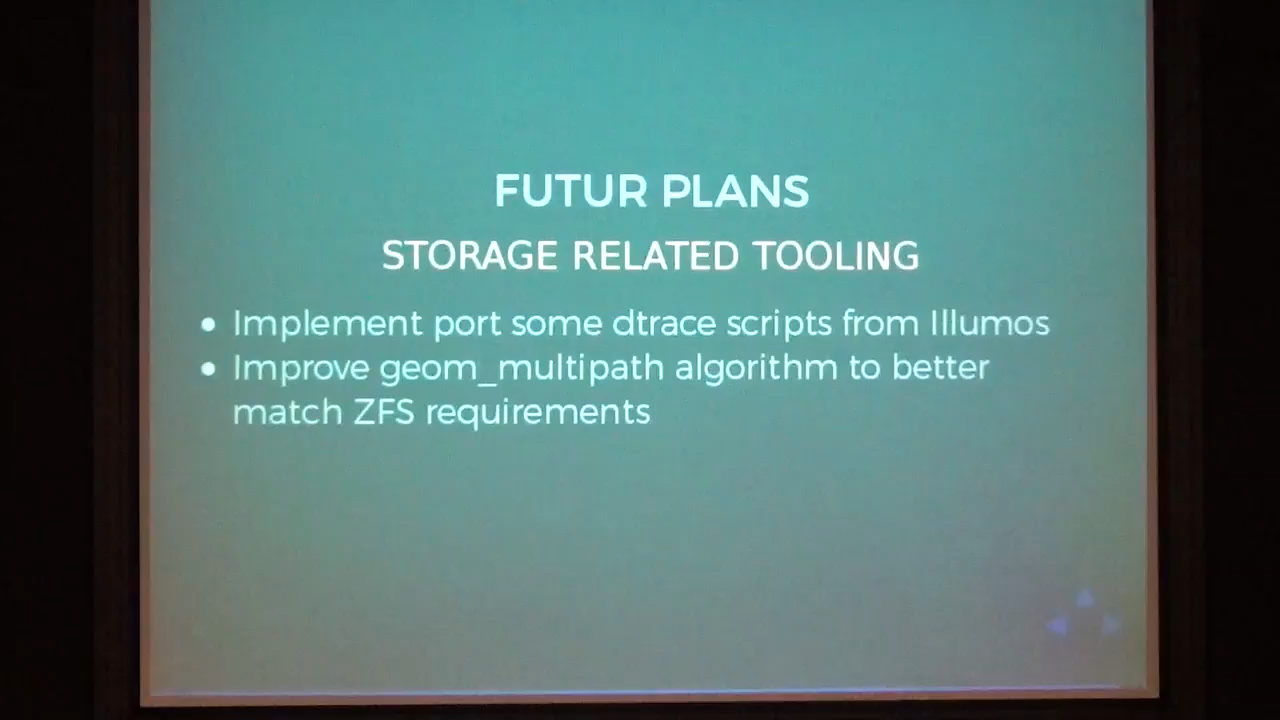 FUTUR PLANS
STORAGE RELATED TOOLING
• Implement port some dtrace scripts from Illumos
• Improve geom_multipath algorithm to better
match ZFS requirements